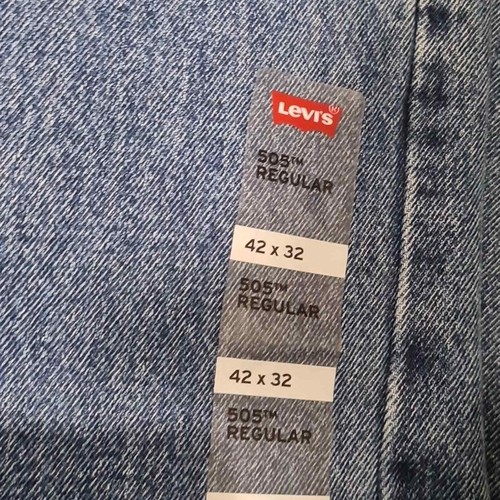 Levi's®
505™
REGULAR
42 x 32
505™
REGULAR
42 x 32
505™
REGULAR